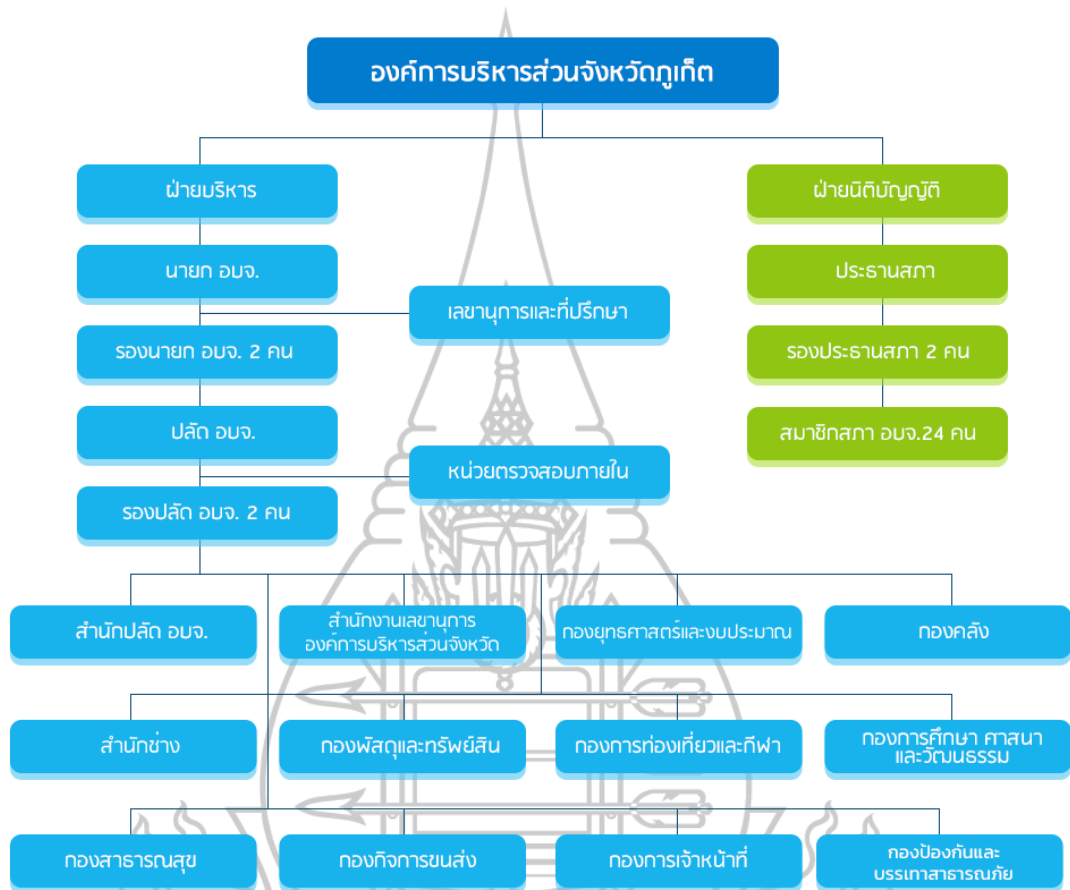 องค์การบริหารส่วนจังหวัดภูเก็ต
ฝ่ายบริหาร
ฝ่ายนิติบัญญัติ
นายก อบจ.
ประธานสภา
เลขานุการและที่ปรึกษา
รองนายก อบจ. 2 คน
รองประธานสภา 2 คน
ปลัด อบจ.
สมาชิกสภา อบจ.24 คน
หน่วยตรวจสอบภายใน
รองปลัด อบจ. 2 คน
สำนักปลัด อบจ.
สำนักงานเลขานุการ
องค์การบริหารส่วนจังหวัด
กองยุทธศาสตร์และงบประมาณ
กองคลัง
สำนักช่าง
กองพัสดุและทรัพย์สิน
กองการท่องเที่ยวและกีฬา
กองการศึกษา ศาสนา
และวัฒนธรรม
กองสาธารณสุข
กองกิจการขนส่ง
กองการเจ้าหน้าที่
กองป้องกันและ
บรรเทาสาธารณภัย